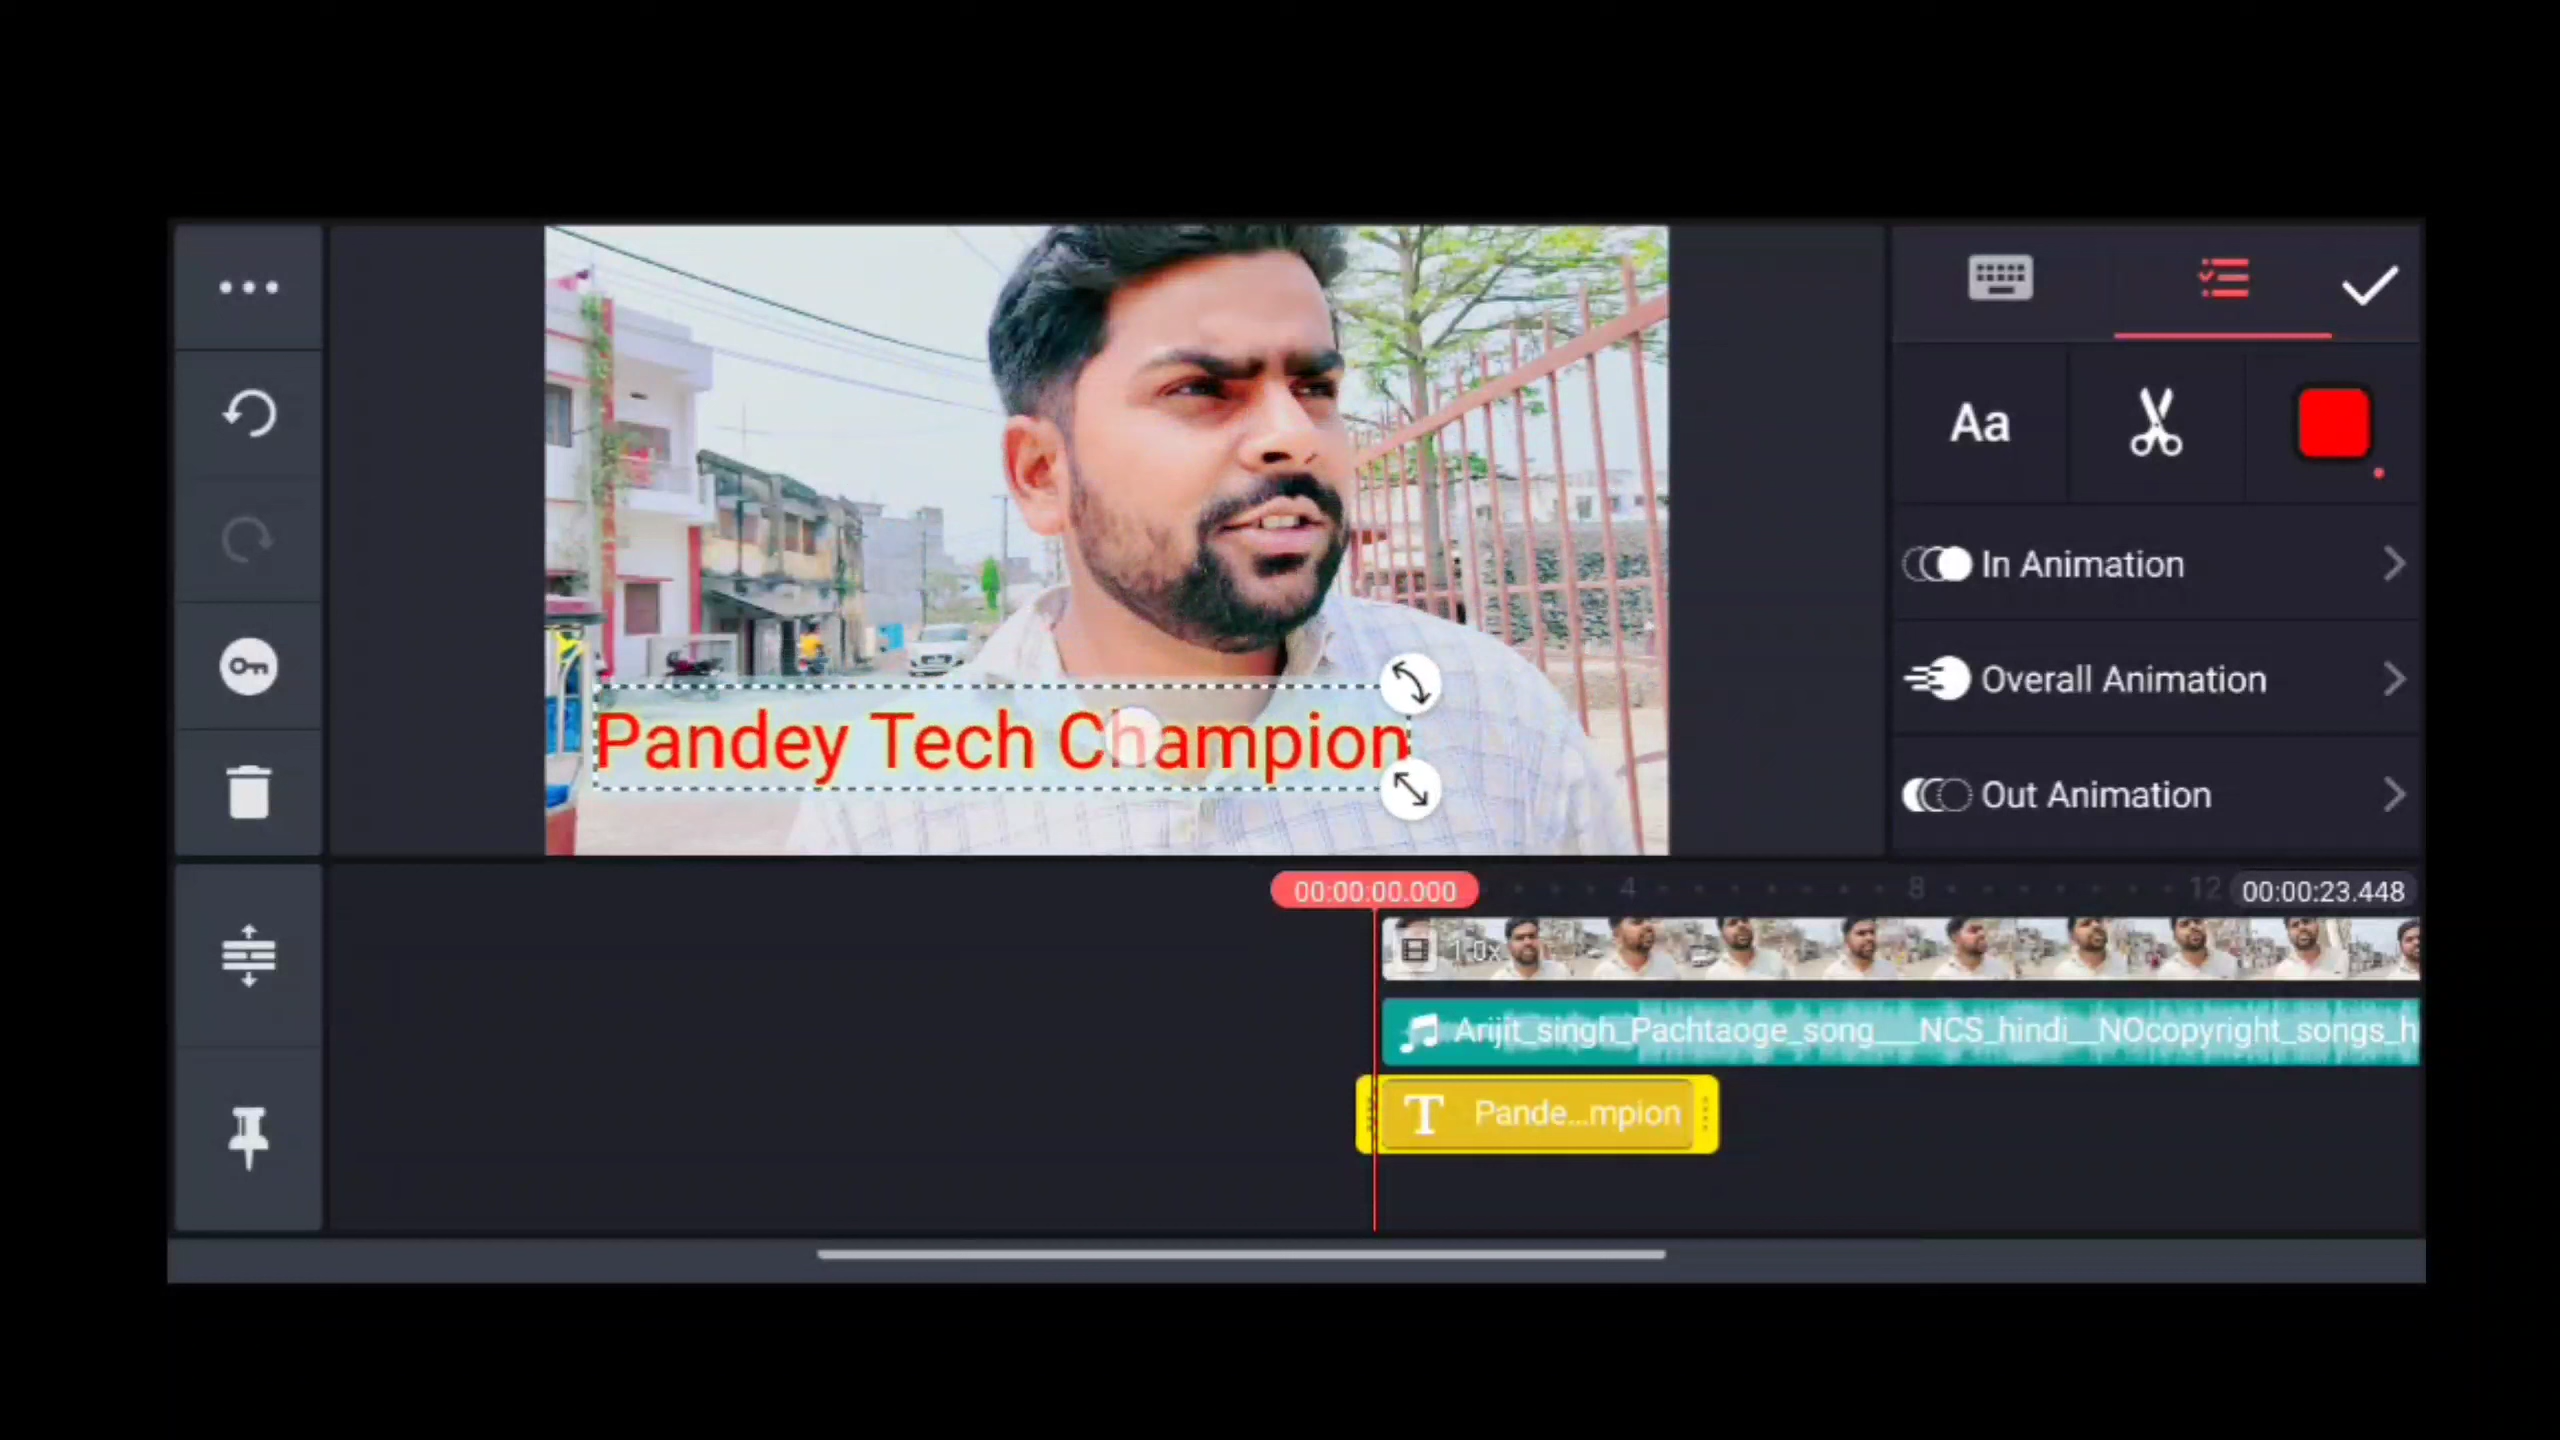 Aa
In Animation
Overall Animation
Out Animation
Pandey Tech Champion
00:00:00.000
4
8
12
00:00:23.448
1.0x
Arijit_singh_Pachtaoge_song___NCS_hindi__NOcopyright_songs_h
T Pande...mpion